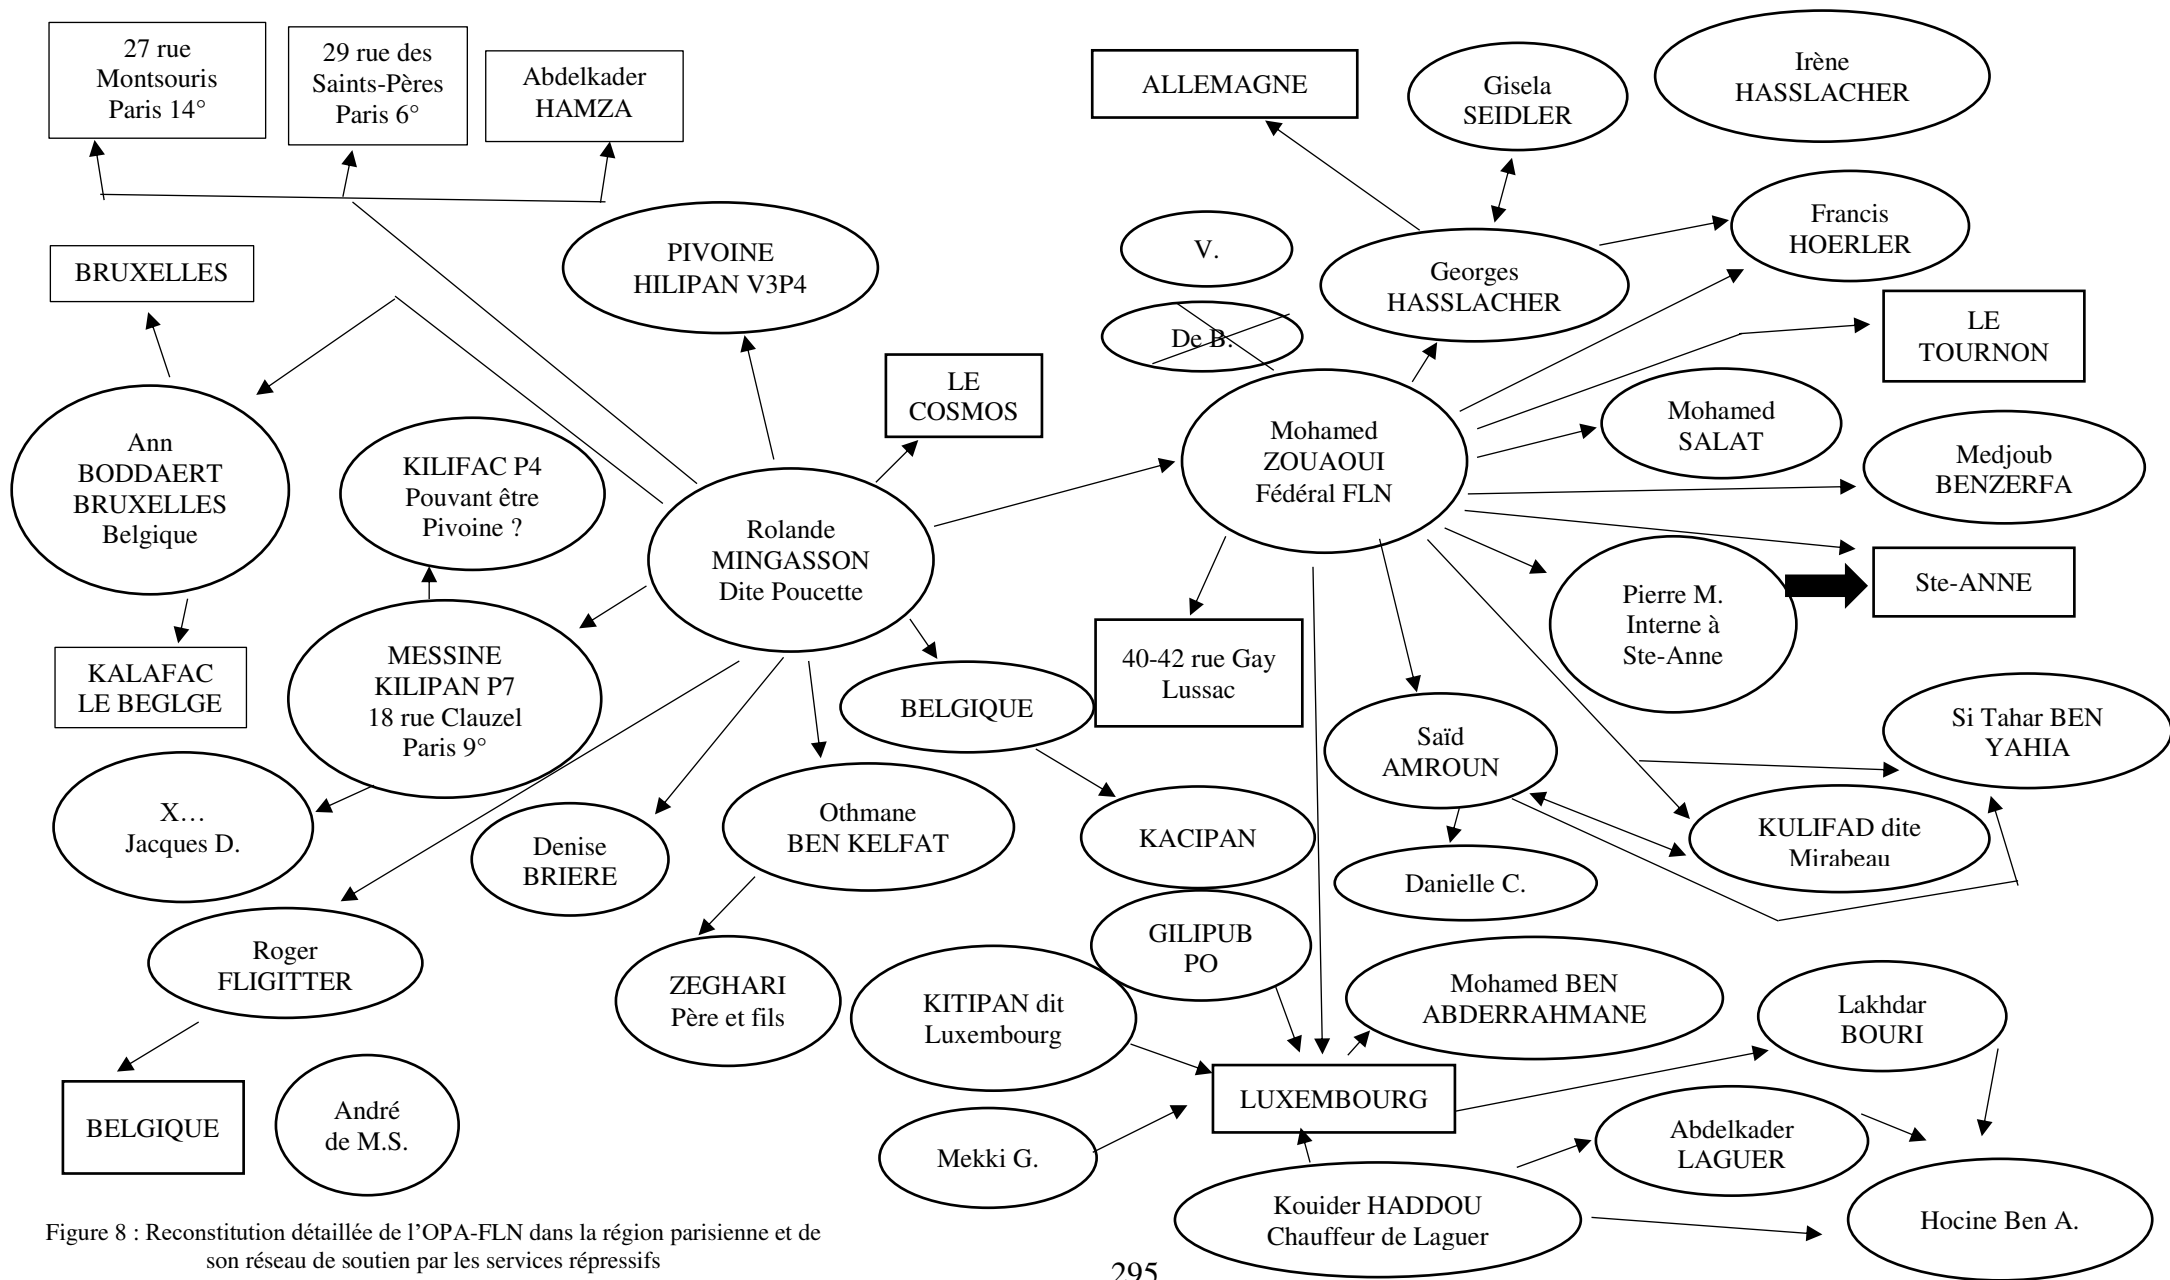 27 rue
Montsouris
Paris 14°
29 rue des
Saints-Pères
Paris 6°
Abdelkader
HAMZA
ALLEMAGNE
Gisela
SEIDLER
Irène
HASSLACHER
BRUXELLES
PIVOINE
HILIPAN V3P4
V.
De B.
Georges
HASSLACHER
Francis
HOERLER
LE
TOURNON
LE
COSMOS
Ann
BODDAERT
BRUXELLES
Belgique
KILIFAC P4
Pouvant être
Pivoine ?
Rolande
MINGASSON
Dite Poucette
Mohamed
ZOUAOUI
Fédéral FLN
Mohamed
SALAT
Medjoub
BENZERFA
Pierre M.
Interne à
Ste-Anne
Ste-ANNE
KALAFAC
LE BEGLGE
MESSINE
KILIPAN P7
18 rue Clauzel
Paris 9°
BELGIQUE
40-42 rue Gay
Lussac
Saïd
AMROUN
Si Tahar BEN
YAHIA
X…
Jacques D.
Denise
BRIERE
Othmane
BEN KELFAT
KACIPAN
Danielle C.
KULIFAD dite
Mirabeau
Roger
FLIGITTER
ZEGHARI
Père et fils
KITIPAN dit
Luxembourg
GILIPUB
PO
Mohamed BEN
ABDERRAHMANE
Lakhdar
BOURI
BELGIQUE
André
de M.S.
Mekki G.
LUXEMBOURG
Abdelkader
LAGUER
Kouider HADDOU
Chauffeur de Laguer
Hocine Ben A.
Figure 8 : Reconstitution détaillée de l’OPA-FLN dans la région parisienne et de
son réseau de soutien par les services répressifs
295